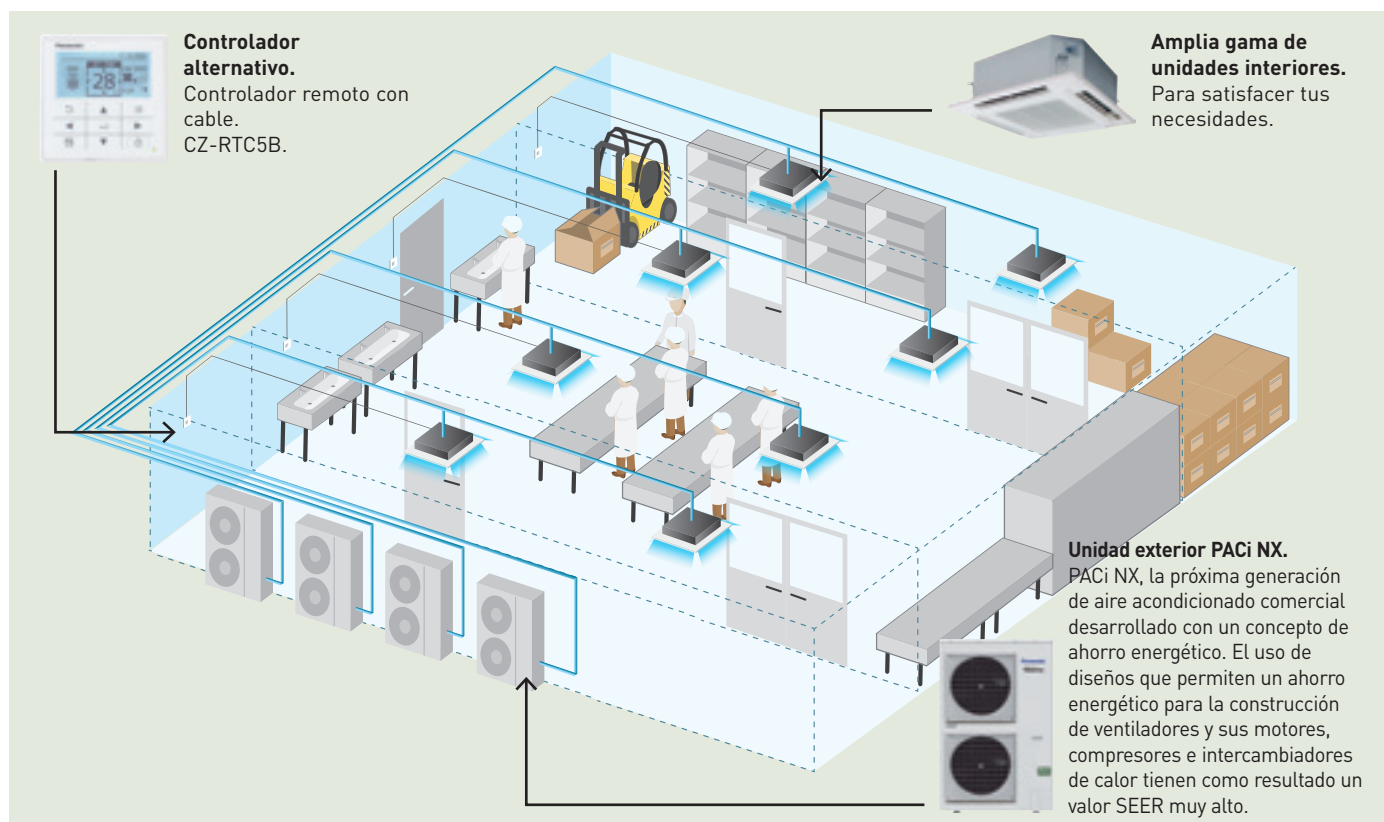 Controlador
alternativo.
Controlador remoto con
cable.
CZ-RTC5B.
28
Amplia gama de
unidades interiores.
Para satisfacer tus
necesidades.
Unidad exterior PACi NX.
PACi NX, la próxima generación
de aire acondicionado comercial
desarrollado con un concepto de
ahorro energético. El uso de
diseños que permiten un ahorro
energético para la construcción
de ventiladores y sus motores,
compresores e intercambiadores
de calor tienen como resultado un
valor SEER muy alto.